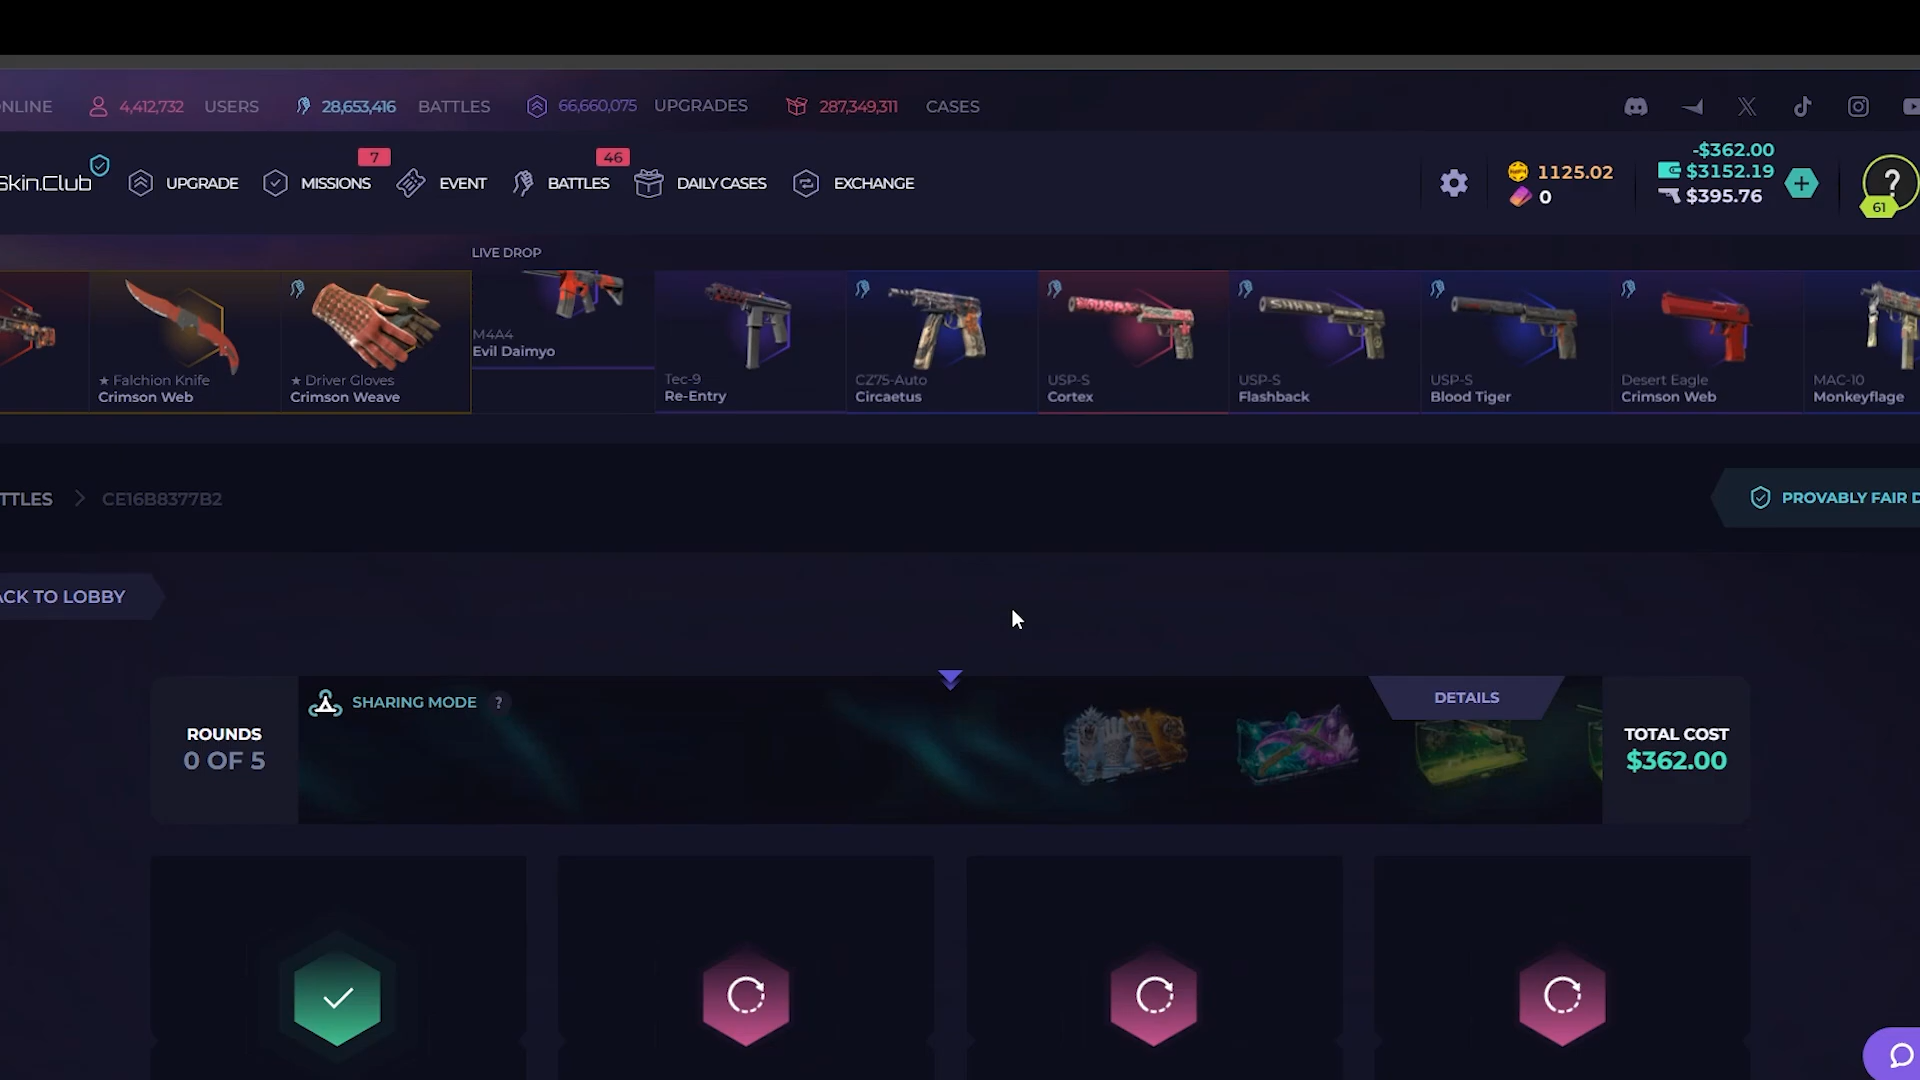 NLINE 4,412,732 USERS 28,653,416 BATTLES 66,660,075 UPGRADES 287,349,311 CASES
Skin.Club UPGRADE MISSIONS 7 EVENT BATTLES 46 DAILY CASES EXCHANGE
1125.02
0
-$362.00
$3152.19
$395.76
61
LIVE DROP
★ Falchion Knife
Crimson Web
★ Driver Gloves
Crimson Weave
M4A4
Evil Daimyo
Tec-9
Re-Entry
CZ75-Auto
Circaetus
USP-S
Cortex
USP-S
Flashback
USP-S
Blood Tiger
Desert Eagle
Crimson Web
MAC-10
Monkeyflage
TTLES > CE16B8377B2
PROVABLY FAIR D
ACK TO LOBBY
ROUNDS
0 OF 5
SHARING MODE ?
DETAILS
TOTAL COST
$362.00